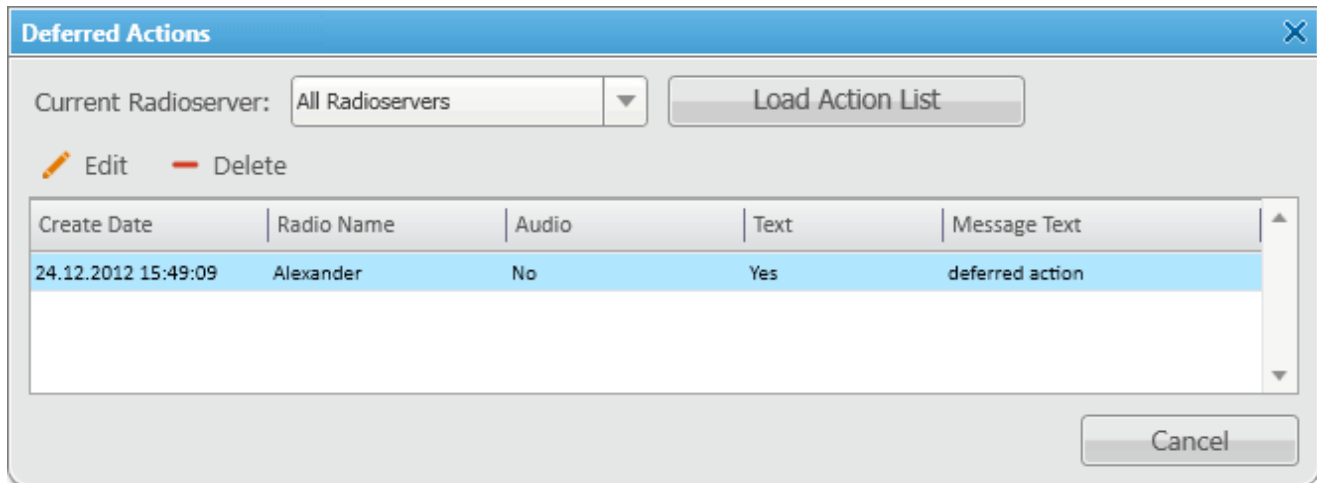 Deferred Actions
Current Radioserver: All Radioservers Load Action List
Edit Delete
Create Date Radio Name Audio Text Message Text
24.12.2012 15:49:09 Alexander No Yes deferred action
Cancel